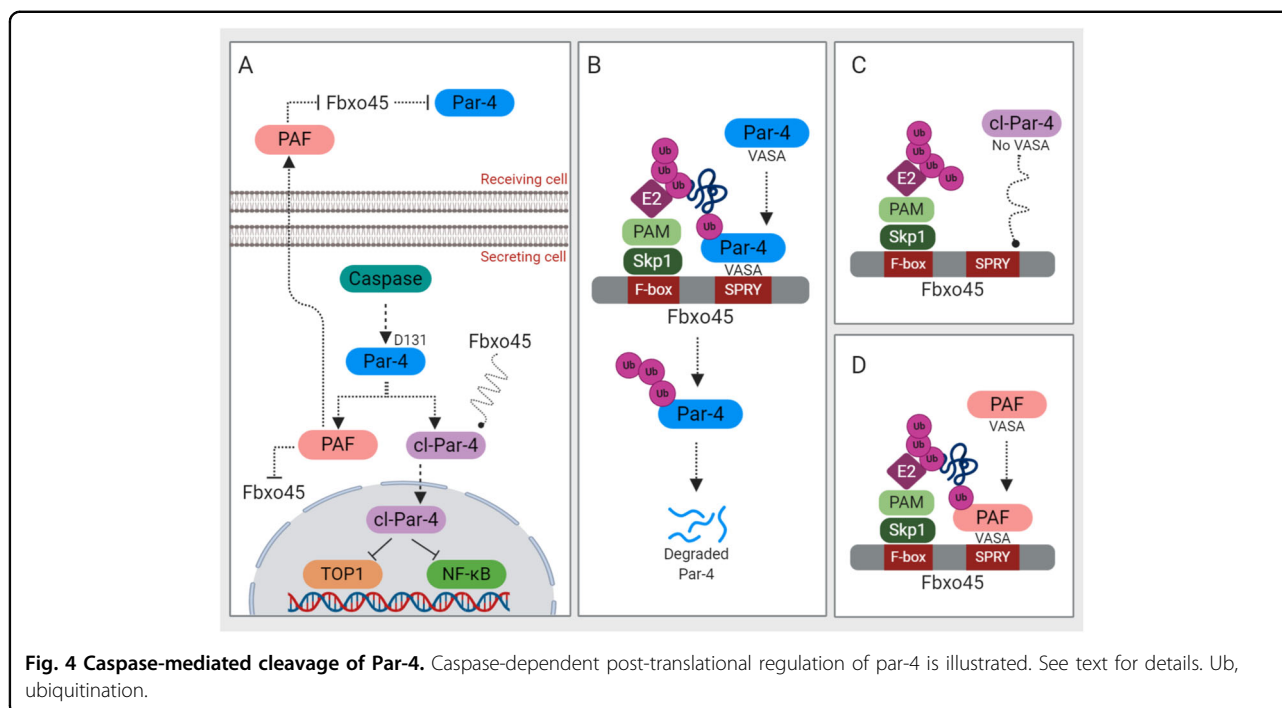 A
Fbxo45
Par-4
PAF
Receiving cell
Secreting cell
Caspase
D131
Par-4
Fbxo45
PAF
cl-Par-4
Fbxo45
cl-Par-4
TOP1
NF-κB
B
Par-4
VASA
Ub
Ub
Ub
E2
Ub
PAM
Par-4
Skp1
VASA
F-box
SPRY
Fbxo45
Ub
Ub
Ub
Par-4
Degraded
Par-4
C
cl-Par-4
No VASA
Ub
Ub
Ub
Ub
E2
PAM
Skp1
F-box
SPRY
Fbxo45
D
PAF
VASA
Ub
Ub
Ub
E2
Ub
PAM
PAF
Skp1
VASA
F-box
SPRY
Fbxo45
Fig. 4 Caspase-mediated cleavage of Par-4. Caspase-dependent post-translational regulation of par-4 is illustrated. See text for details. Ub,
ubiquitination.